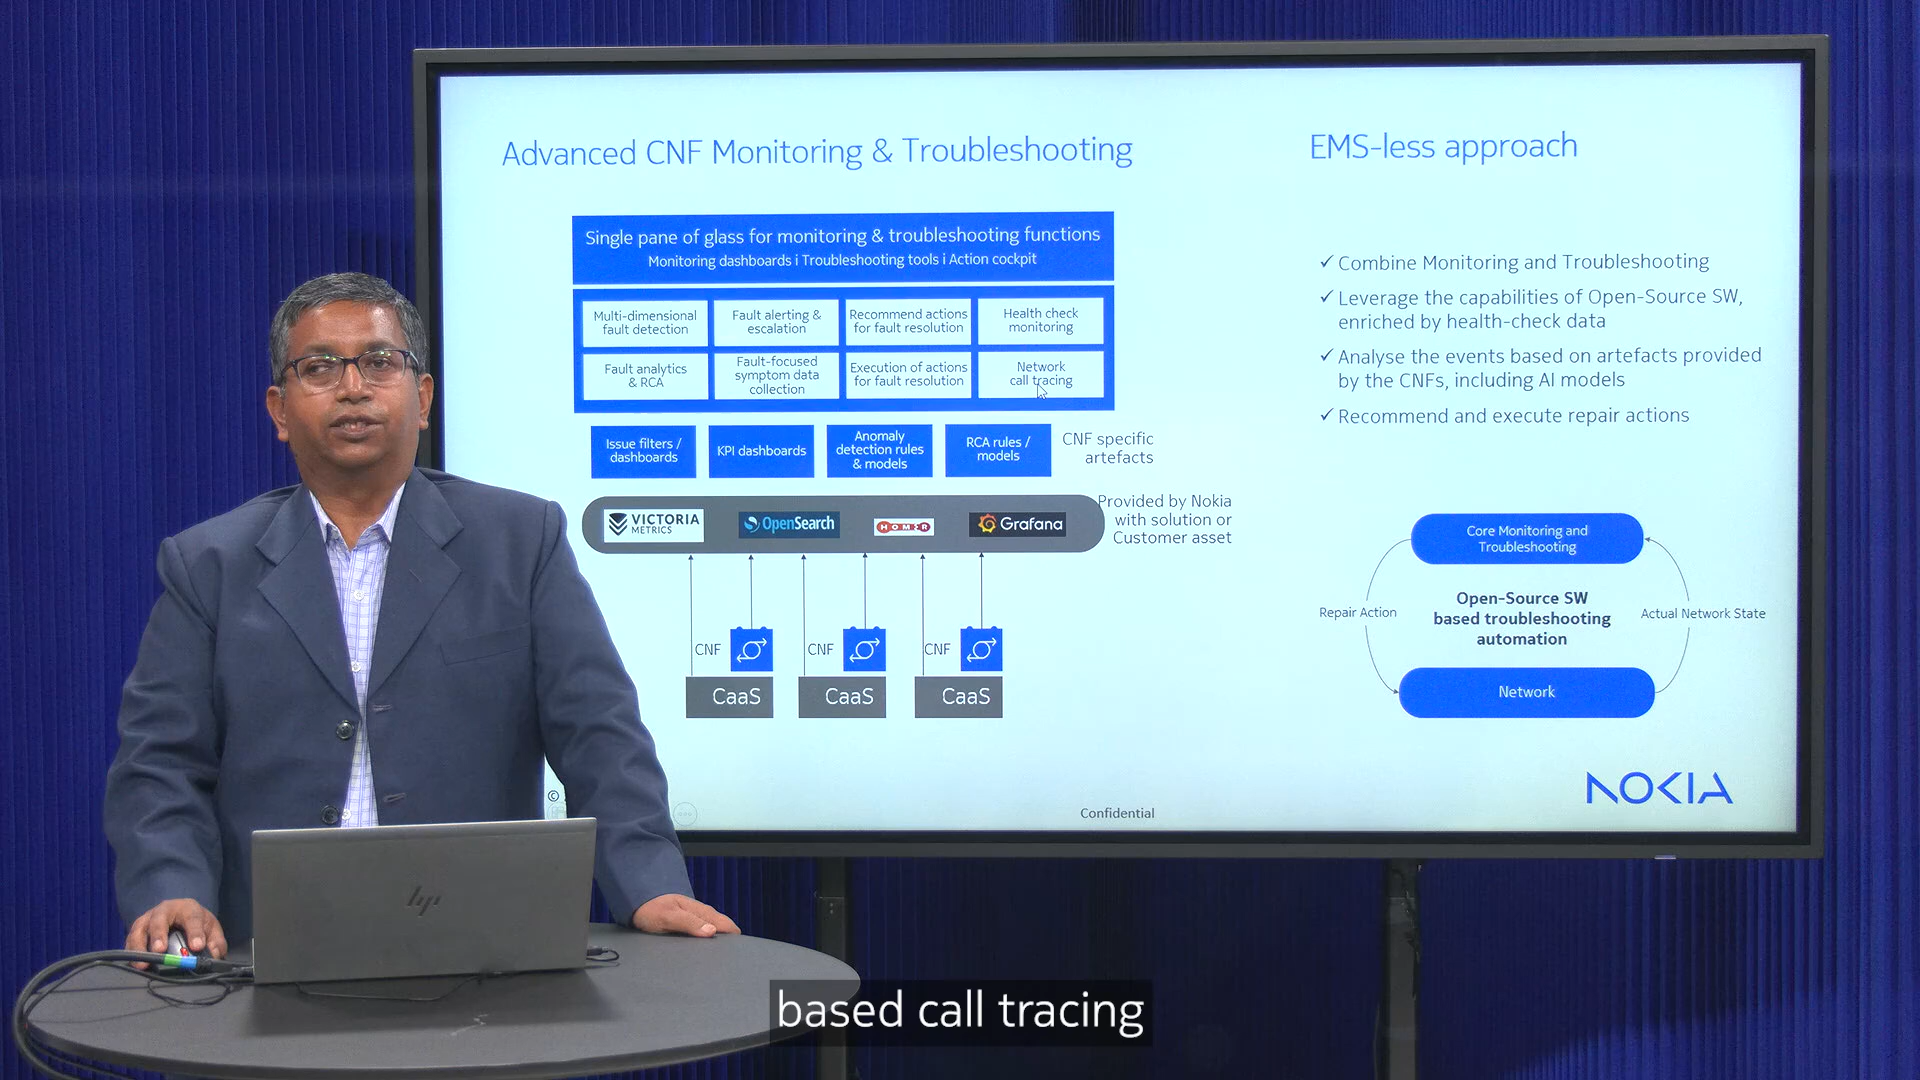 Advanced CNF Monitoring & Troubleshooting
Single pane of glass for monitoring & troubleshooting functions
Monitoring dashboards i Troubleshooting tools i Action cockpit
Multi-dimensional
fault detection
Fault alerting &
escalation
Recommend actions
for fault resolution
Health check
monitoring
Fault analytics
& RCA
Fault-focused
symptom data
collection
Execution of actions
for fault resolution
Network
call tracing
Issue filters /
dashboards
KPI dashboards
Anomaly
detection rules
& models
RCA rules /
models
CNF specific
artefacts
VICTORIA
METRICS
OpenSearch
HOMER
Grafana
Provided by Nokia
with solution or
Customer asset
CNF
CNF
CNF
CaaS
CaaS
CaaS
EMS-less approach
✓ Combine Monitoring and Troubleshooting
✓ Leverage the capabilities of Open-Source SW,
enriched by health-check data
✓ Analyse the events based on artefacts provided
by the CNFs, including AI models
✓ Recommend and execute repair actions
Core Monitoring and
Troubleshooting
Repair Action
Open-Source SW
based troubleshooting
automation
Actual Network State
Network
NOKIA
©
Confidential
hp
based call tracing